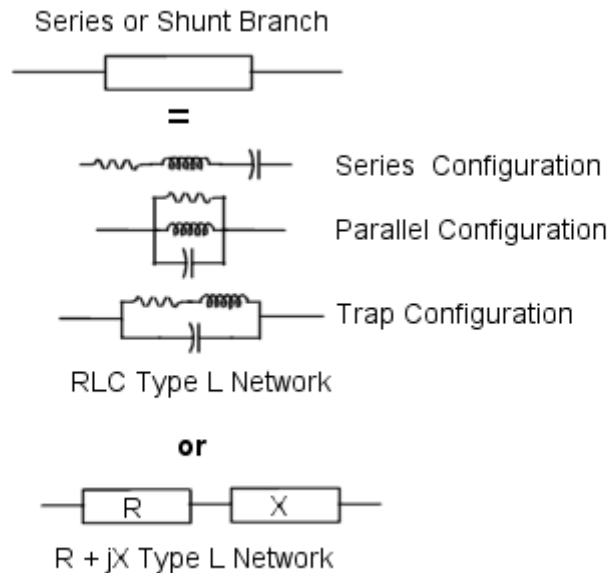 Series or Shunt Branch
=
Series Configuration
Parallel Configuration
Trap Configuration
RLC Type L Network
or
R X
R + jX Type L Network